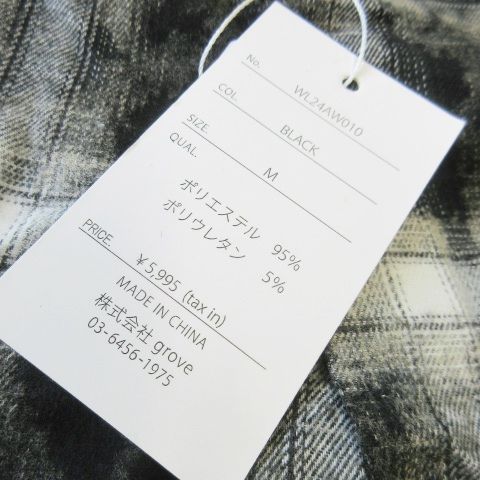 No. WL24AW010
COL. BLACK
SIZE. M
QUAL.
ポリエステル 95%
ポリウレタン 5%
PRICE. ¥5,995 (tax in)
MADE IN CHINA
株式会社 grove
03-6456-1975